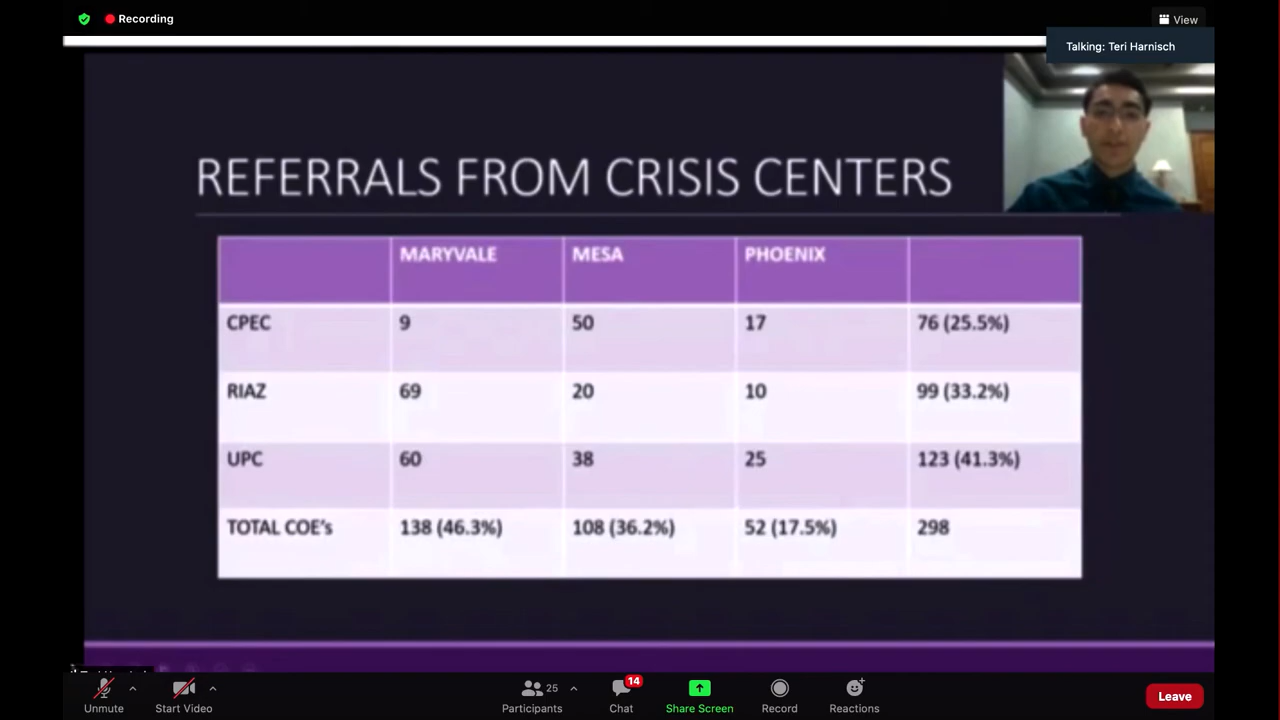 Recording
View
Talking: Teri Harnisch
REFERRALS FROM CRISIS CENTERS
MARYVALE MESA PHOENIX
CPEC 9 50 17 76 (25.5%)
RIAZ 69 20 10 99 (33.2%)
UPC 60 38 25 123 (41.3%)
TOTAL COE's 138 (46.3%) 108 (36.2%) 52 (17.5%) 298
25 14
Unmute Start Video Participants Chat Share Screen Record Reactions Leave